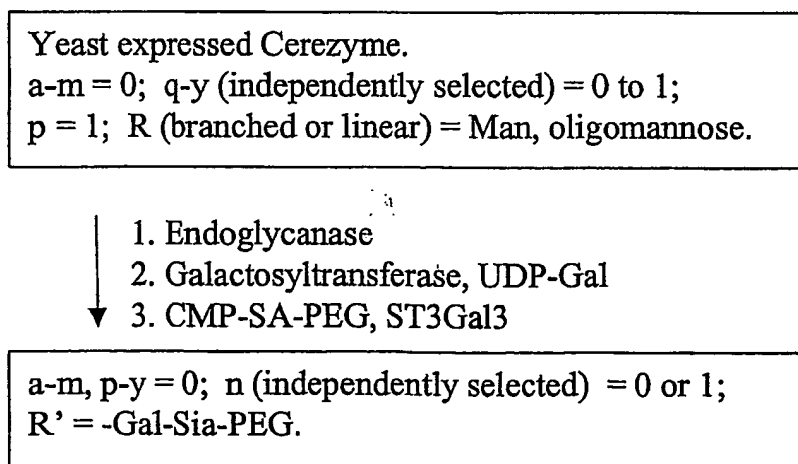 Yeast expressed Cerezyme.
a-m = 0; q-y (independently selected) = 0 to 1;
p = 1; R (branched or linear) = Man, oligomannose.
1. Endoglycanase
2. Galactosyltransferase, UDP-Gal
3. CMP-SA-PEG, ST3Gal3
a-m, p-y = 0; n (independently selected) = 0 or 1;
R' = -Gal-Sia-PEG.